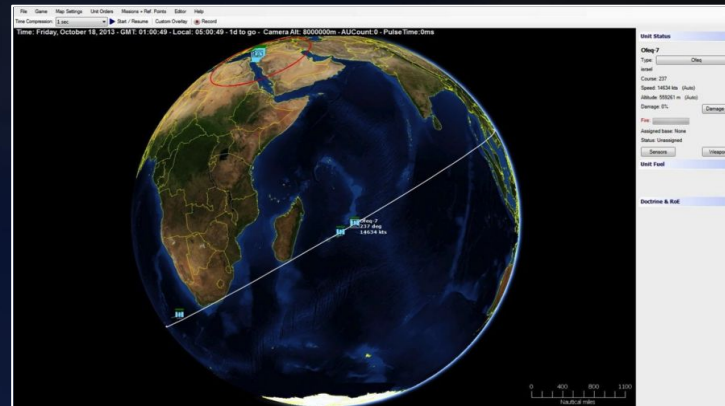 File Game Map Settings Unit Orders Missions + Ref. Points Editor Help
Time Compression: 1 sec Start / Resume Custom Overlay Record
Time: Friday, October 18, 2013 - GMT: 01:00:49 - Local: 05:00:49 - 1d to go - Camera Alt: 8000000m - AUCount:0 - PulseTime:0ms
Unit Status
Ofeq-7
Type: Ofeq
Israel
Course: 237
Speed: 14634 kts (Auto)
Altitude: 559261 m (Auto)
Damage: 0% Damage
Fire:
Assigned base: None
Status: Unassigned
Sensors Weapo
Unit Fuel
Doctrine & RoE
Ofeq-7
237 deg
14634 kts
0 400 800 1100
Nautical miles